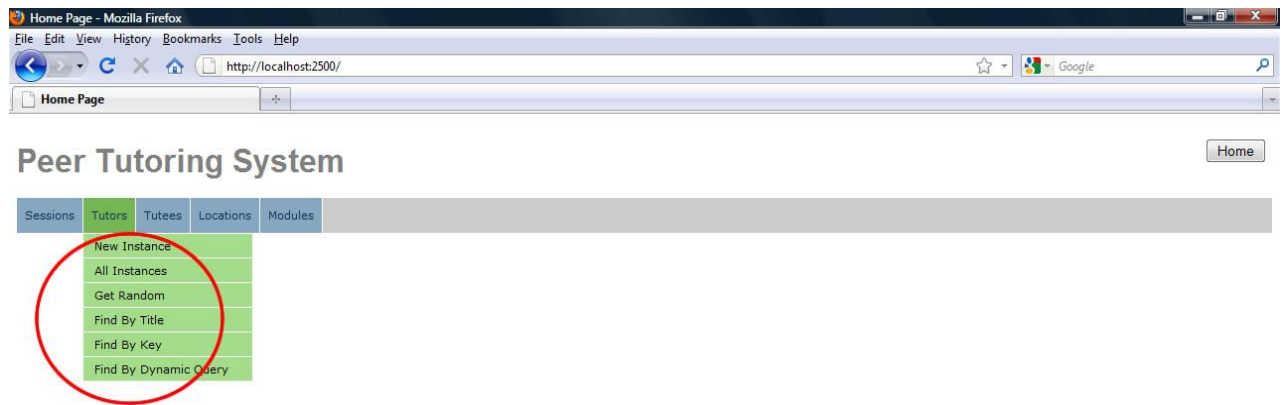 Home Page - Mozilla Firefox
File Edit View History Bookmarks Tools Help
http://localhost:2500/
Google
Home Page
Peer Tutoring System
Home
Sessions Tutors Tutees Locations Modules
New Instance
All Instances
Get Random
Find By Title
Find By Key
Find By Dynamic Query